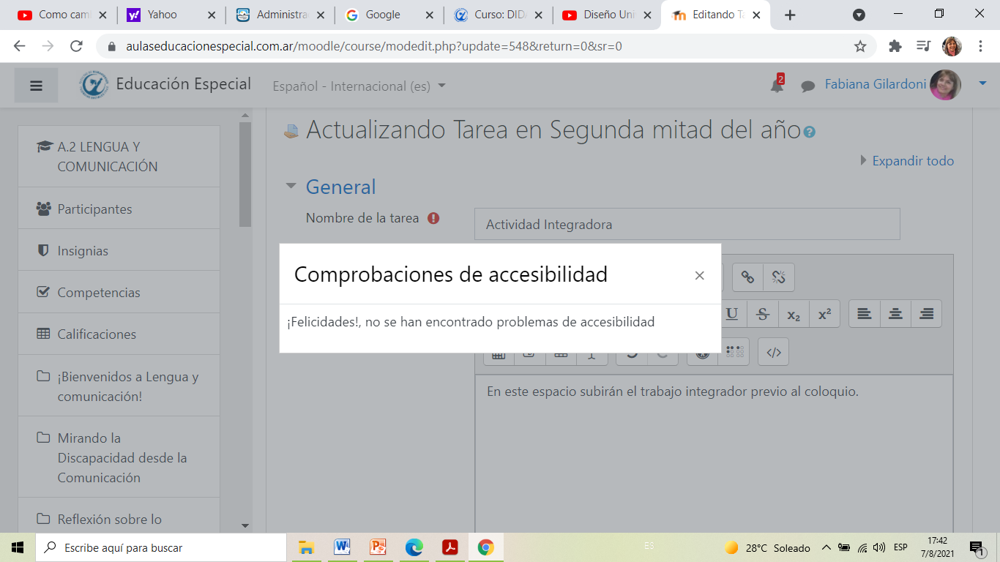 Como cam
Yahoo
Administra
Google
Curso: DID
Diseño Uni
Editando Ta
aulaseducacionespecial.com.ar/moodle/course/modedit.php?update=548&return=0&sr=0
Educación Especial
Español - Internacional (es)
2
Fabiana Gilardoni
A.2 LENGUA Y
COMUNICACIÓN
Participantes
Insignias
Competencias
Calificaciones
¡Bienvenidos a Lengua y
comunicación!
Mirando la
Discapacidad desde la
Comunicación
Reflexión sobre lo
Actualizando Tarea en Segunda mitad del año
Expandir todo
General
Nombre de la tarea
Actividad Integradora
Comprobaciones de accesibilidad
¡Felicidades!, no se han encontrado problemas de accesibilidad
U S x₂ x²
</>
En este espacio subirán el trabajo integrador previo al coloquio.
Escribe aquí para buscar
ES
28°C Soleado
ESP
17:42
7/8/2021
1